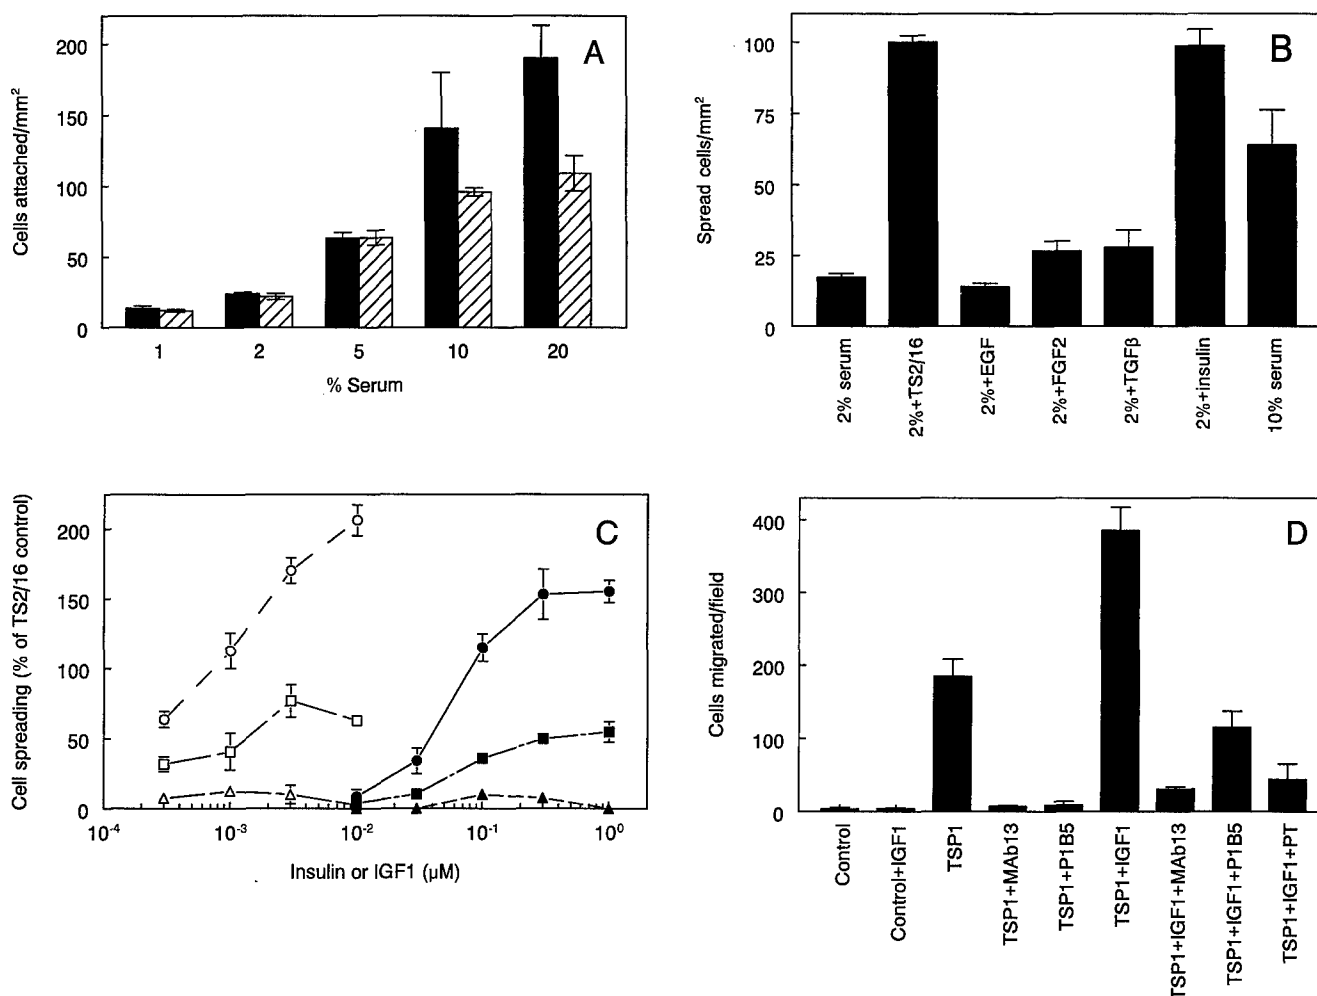 A
Cells attached/mm²
200
150
100
50
0
1 2 5 10 20
% Serum
B
Spread cells/mm²
100
75
50
25
0
2% serum
2%+TS2/16
2%+EGF
2%+FGF2
2%+TGFβ
2%+insulin
10% serum
C
Cell spreading (% of TS2/16 control)
200
150
100
50
0
10⁻⁴ 10⁻³ 10⁻² 10⁻¹ 10⁰
Insulin or IGF1 (μM)
D
Cells migrated/field
400
300
200
100
0
Control
Control+IGF1
TSP1
TSP1+MAb13
TSP1+P1B5
TSP1+IGF1
TSP1+IGF1+MAb13
TSP1+IGF1+P1B5
TSP1+IGF1+PT